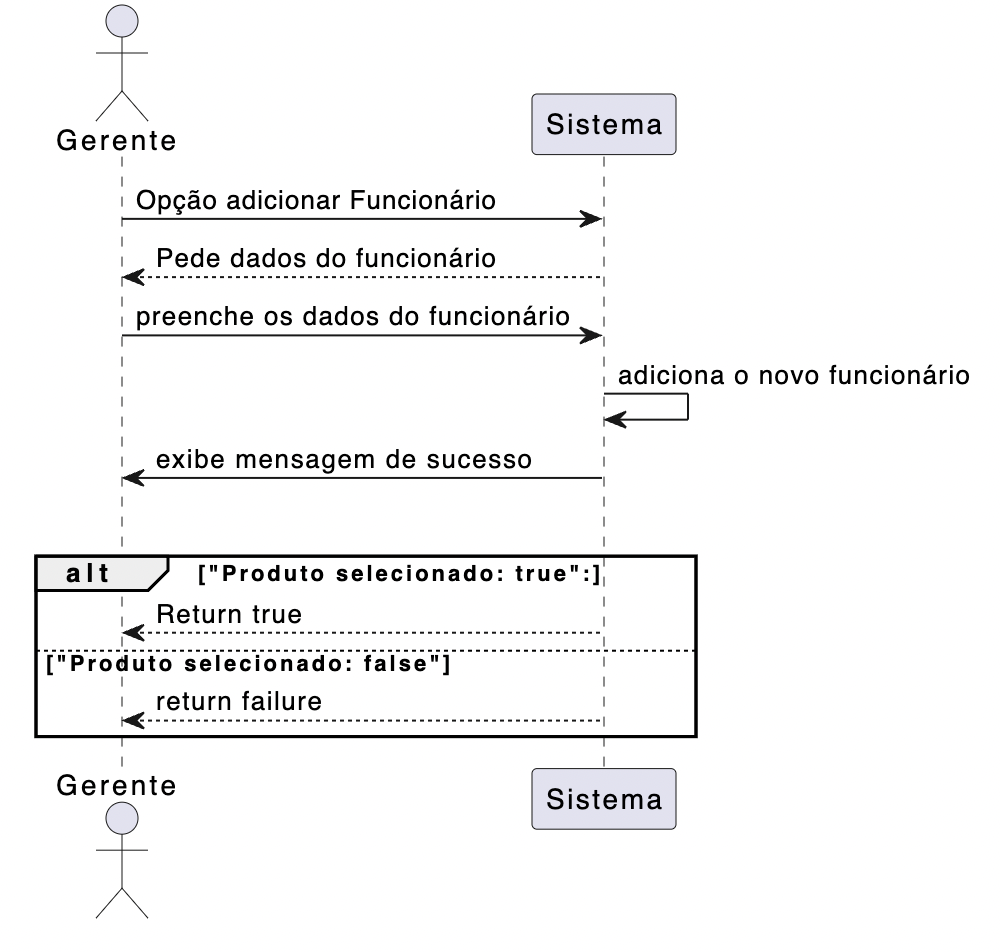 Gerente
Sistema
Opção adicionar Funcionário
Pede dados do funcionário
preenche os dados do funcionário
adiciona o novo funcionário
exibe mensagem de sucesso
alt ["Produto selecionado: true":]
Return true
["Produto selecionado: false"]
return failure
Gerente
Sistema